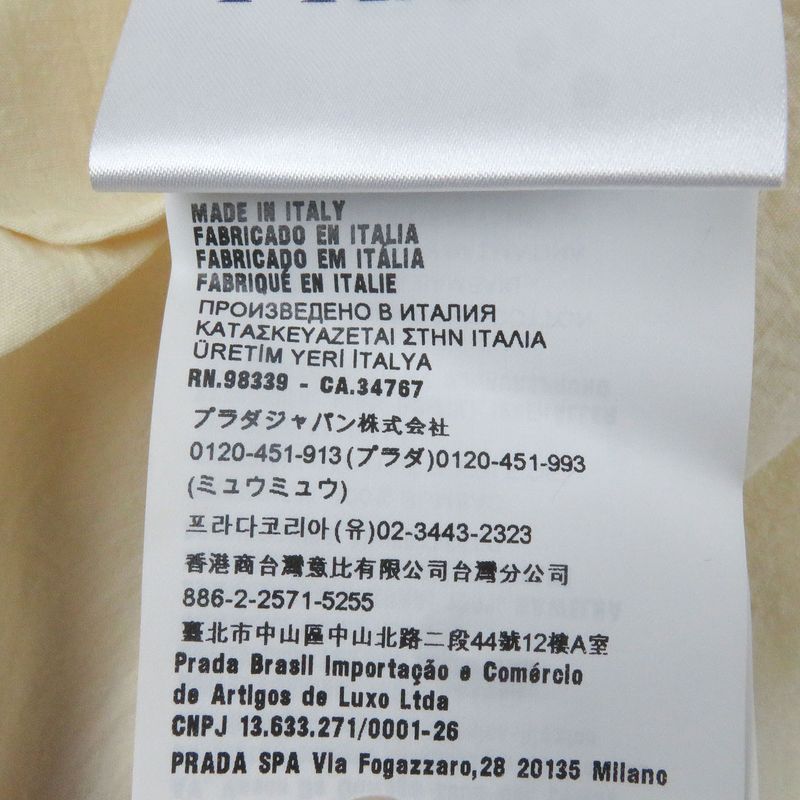 MADE IN ITALY
FABRICADO EN ITALIA
FABRICADO EM ITÁLIA
FABRIQUÉ EN ITALIE
ПРОИЗВЕДЕНО В ИТАЛИЯ
ΚΑΤΑΣΚΕΥΑΖΕΤΑΙ ΣΤΗΝ ΙΤΑΛΙΑ
ÜRETİM YERİ İTALYA
RN.98339 - CA.34767
プラダジャパン株式会社
0120-451-913(プラダ)0120-451-993
(ミュウミュウ)
프라다코리아(유)02-3443-2323
香港商台灣意比有限公司台灣分公司
886-2-2571-5255
臺北市中山區中山北路二段44號12樓A室
Prada Brasil Importação e Comércio
de Artigos de Luxo Ltda
CNPJ 13.633.271/0001-26
PRADA SPA Via Fogazzaro,28 20135 Milano